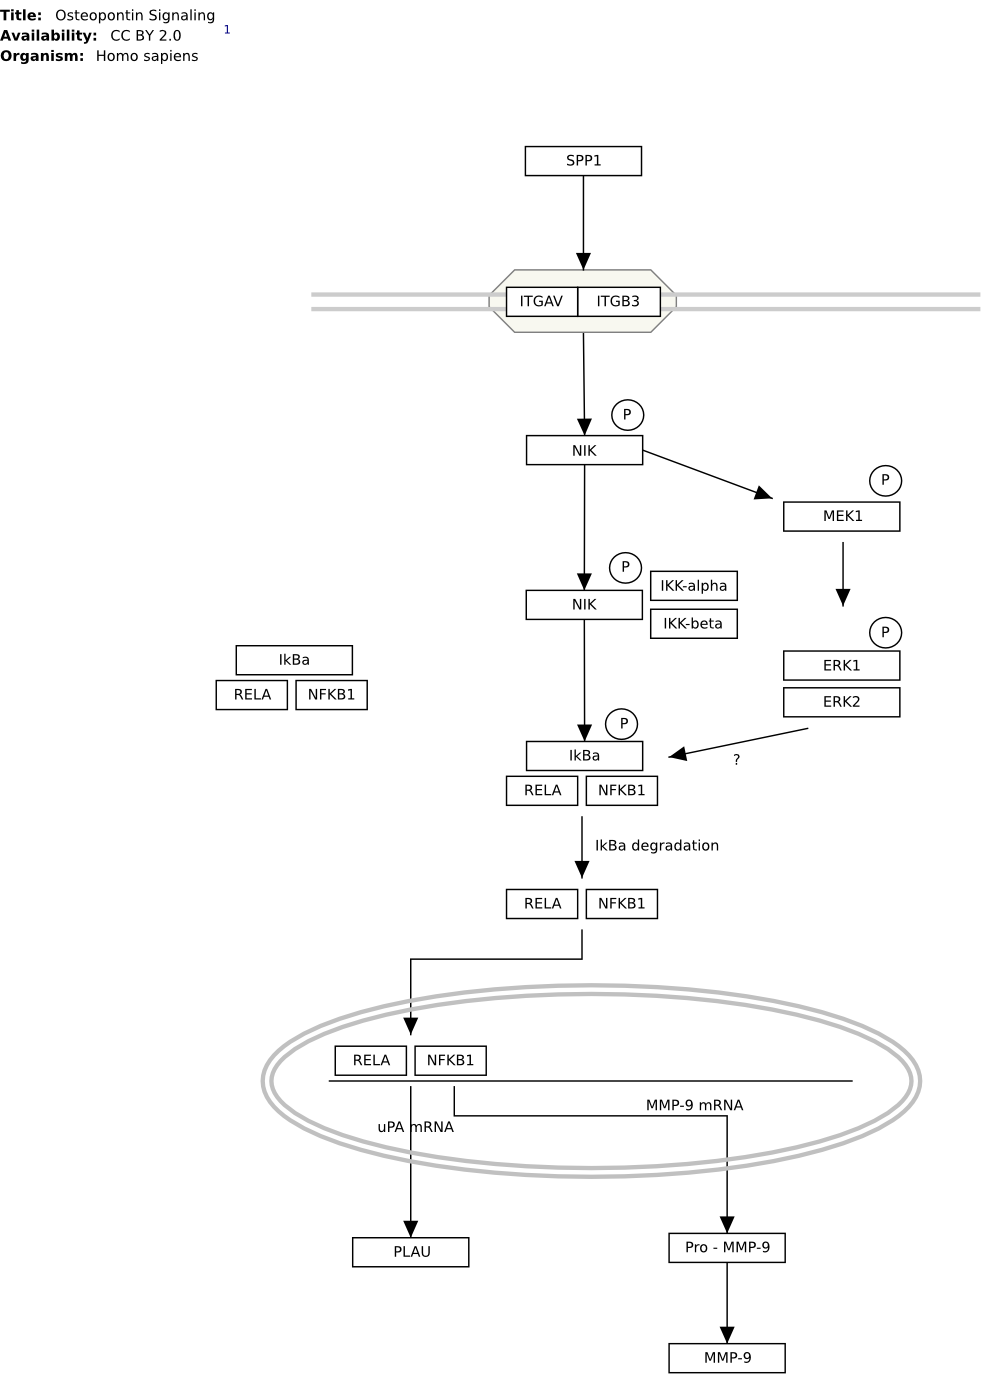 Title: Osteopontin Signaling
Availability: CC BY 2.0 1
Organism: Homo sapiens
SPP1
ITGAV ITGB3
P
NIK
P
MEK1
P
NIK
IKK-alpha
IKK-beta
P
ERK1
ERK2
IkBa
RELA NFKB1
P
IkBa
?
RELA NFKB1
IkBa degradation
RELA NFKB1
RELA NFKB1
MMP-9 mRNA
uPA mRNA
Pro - MMP-9
PLAU
MMP-9